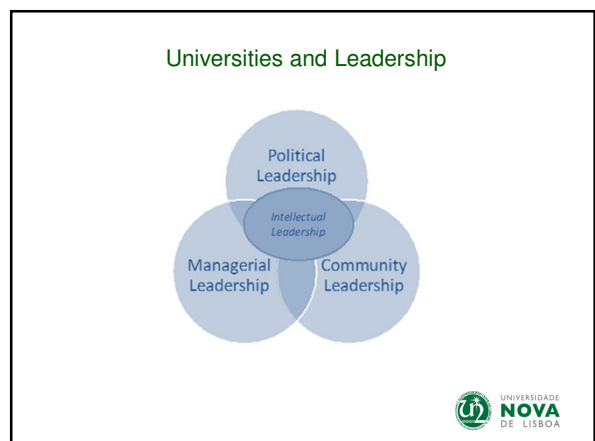 Universities and Leadership
Political
Leadership
Intellectual
Leadership
Managerial
Leadership
Community
Leadership
UNIVERSIDADE
NOVA
DE LISBOA